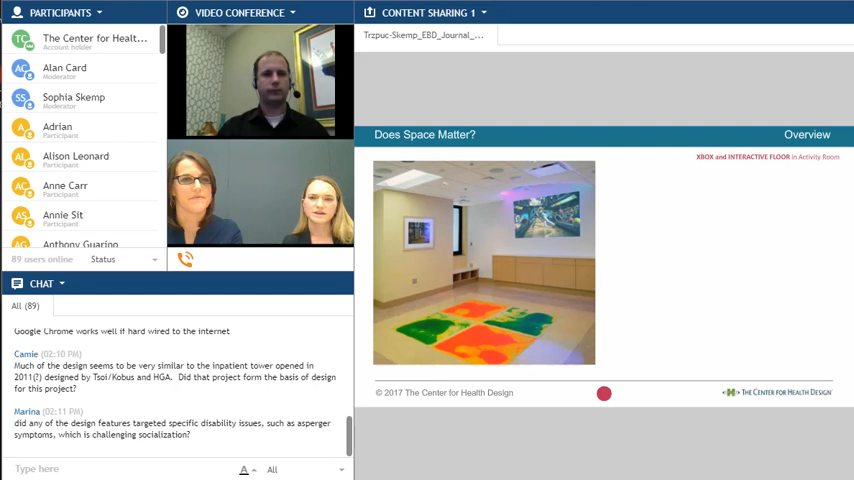 PARTICIPANTS
TC
The Center for Healt...
Account holder
AC
Alan Card
Moderator
SS
Sophia Skemp
Moderator
A
Adrian
Participant
AL
Alison Leonard
Participant
AC
Anne Carr
Participant
AS
Annie Sit
Participant
Anthony Guarino
89 users online
Status
VIDEO CONFERENCE
CHAT
All (89)
Google Chrome works well if hard wired to the internet
Camie (02:10 PM)
Much of the design seems to be very similar to the inpatient tower opened in
2011(?) designed by Tsoi/Kobus and HGA. Did that project form the basis of design
for this project?
Marina (02:11 PM)
did any of the design features targeted specific disability issues, such as asperger
symptoms, which is challenging socialization?
Type here
A
All
CONTENT SHARING 1
Trzpuc-Skemp_EBD_Journal_...
Does Space Matter?
Overview
XBOX and INTERACTIVE FLOOR in Activity Room
© 2017 The Center for Health Design
THE CENTER FOR HEALTH DESIGN